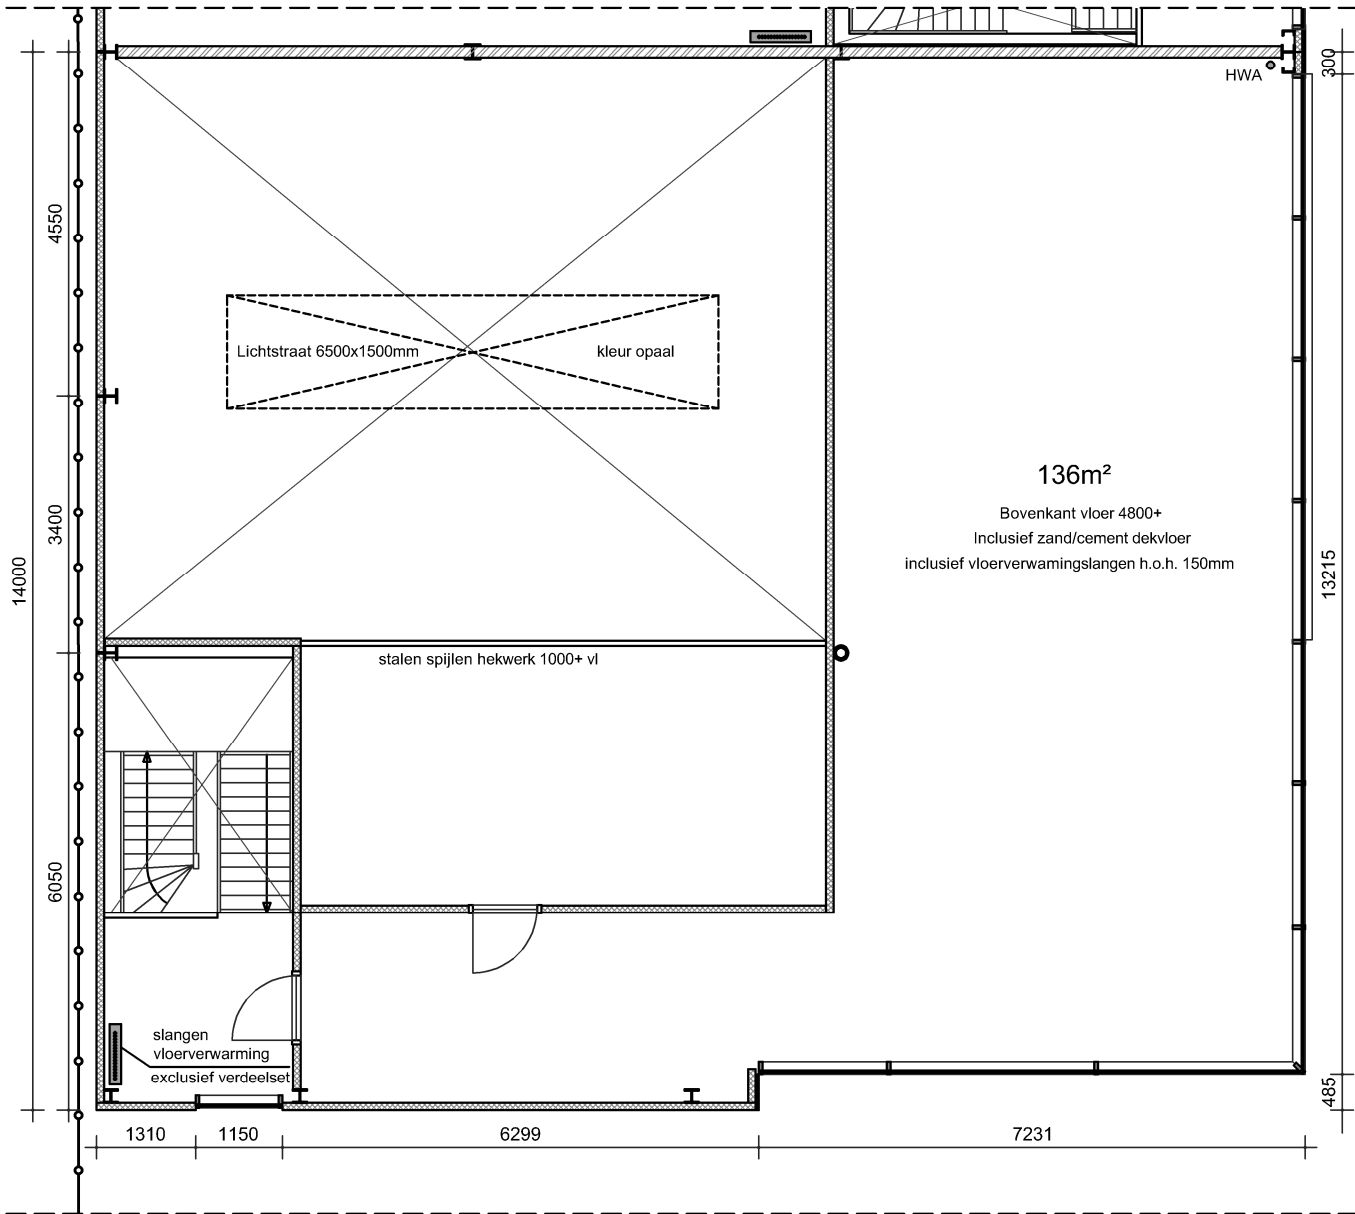 300
HWA
4550
Lichtstraat 6500x1500mm
kleur opaal
136m²
Bovenkant vloer 4800+
Inclusief zand/cement dekvloer
inclusief vloerverwamingslangen h.o.h. 150mm
3400
14000
13215
stalen spijlen hekwerk 1000+ vl
6050
slangen
vloerverwarming
exclusief verdeelset
485
1310
1150
6299
7231